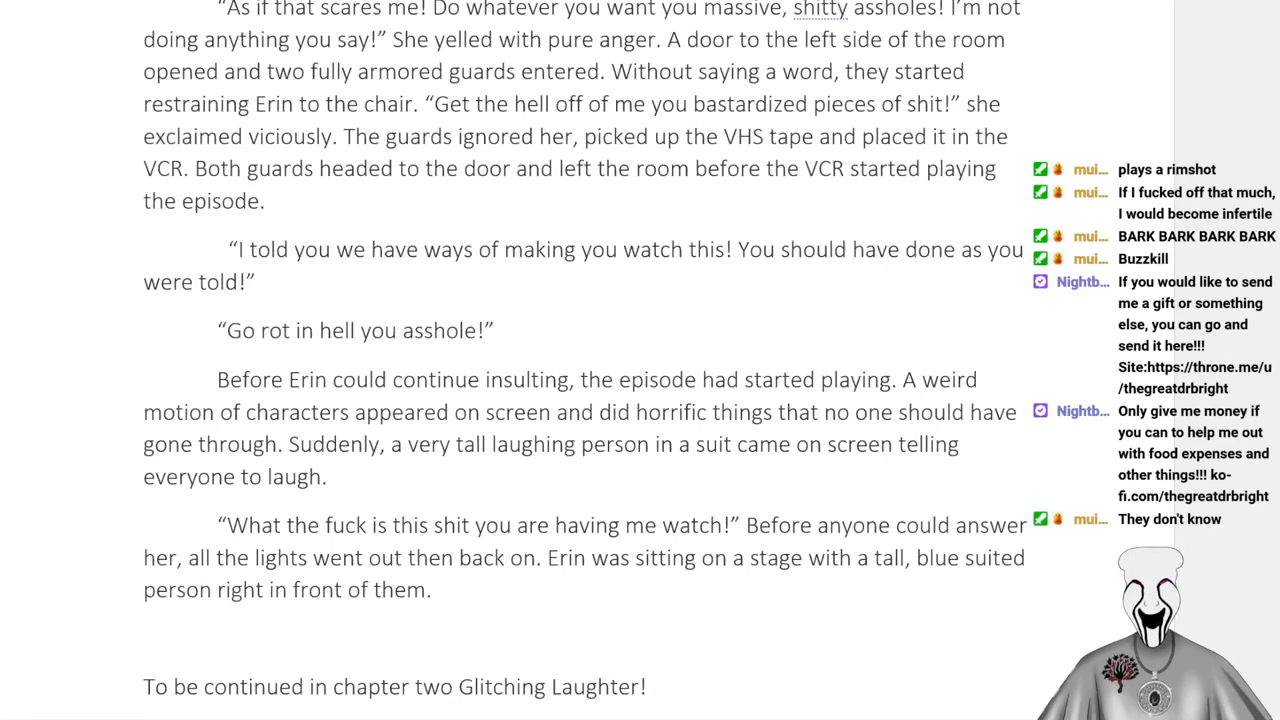 “As if that scares me! Do whatever you want you massive, shitty assholes! I’m not
doing anything you say!” She yelled with pure anger. A door to the left side of the room
opened and two fully armored guards entered. Without saying a word, they started
restraining Erin to the chair. “Get the hell off of me you bastardized pieces of shit!” she
exclaimed viciously. The guards ignored her, picked up the VHS tape and placed it in the
VCR. Both guards headed to the door and left the room before the VCR started playing
the episode.
“I told you we have ways of making you watch this! You should have done as you
were told!”
“Go rot in hell you asshole!”
Before Erin could continue insulting, the episode had started playing. A weird
motion of characters appeared on screen and did horrific things that no one should have
gone through. Suddenly, a very tall laughing person in a suit came on screen telling
everyone to laugh.
“What the fuck is this shit you are having me watch!” Before anyone could answer
her, all the lights went out then back on. Erin was sitting on a stage with a tall, blue suited
person right in front of them.
To be continued in chapter two Glitching Laughter!
mui... plays a rimshot
mui... If I fucked off that much,
I would become infertile
mui... BARK BARK BARK BARK
mui... Buzzkill
Nightb... If you would like to send
me a gift or something
else, you can go and
send it here!!!
Site:https://throne.me/u
/thegreatdrbright
Nightb... Only give me money if
you can to help me out
with food expenses and
other things!!! ko-
fi.com/thegreatdrbright
mui... They don't know